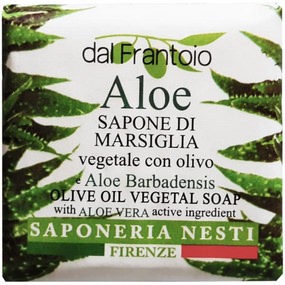 dal Frantoio
Aloe
SAPONE DI
MARSIGLIA
vegetale con olivo
e Aloe Barbadensis
OLIVE OIL VEGETAL SOAP
with ALOE VERA active ingredient
SAPONERIA NESTI
FIRENZE